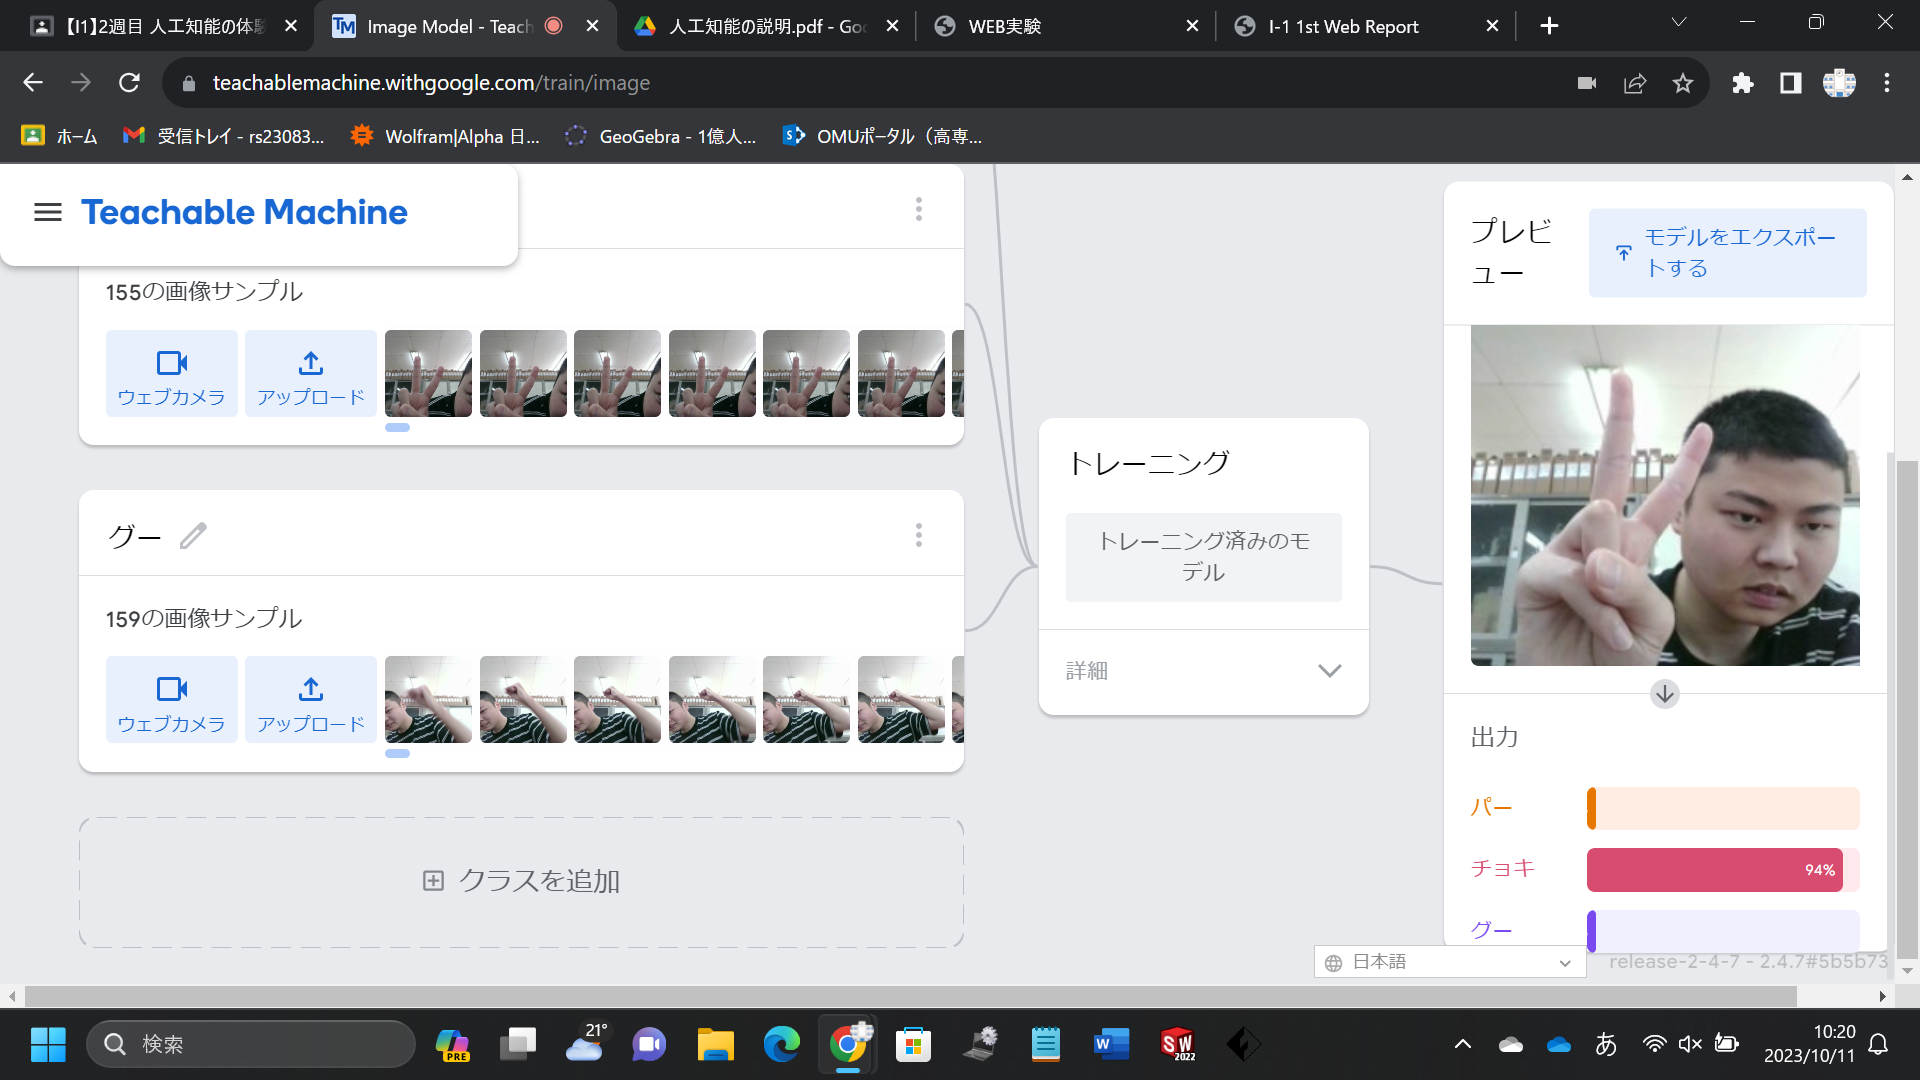 【I1】2週目 人工知能の体験
Image Model - Teach
人工知能の説明.pdf - Goo
WEB実験
I-1 1st Web Report
teachablemachine.withgoogle.com/train/image
ホーム
受信トレイ - rs23083...
Wolfram|Alpha 日...
GeoGebra - 1億人...
OMUポータル（高専...
Teachable Machine
155の画像サンプル
ウェブカメラ
アップロード
グー
159の画像サンプル
ウェブカメラ
アップロード
クラスを追加
トレーニング
トレーニング済みのモ
デル
詳細
プレビ
ュー
モデルをエクスポー
トする
出力
パー
チョキ
94%
グー
日本語
release-2-4-7 - 2.4.7#5b5b73
検索
PRE
21°
SW
2022
あ
10:20
2023/10/11